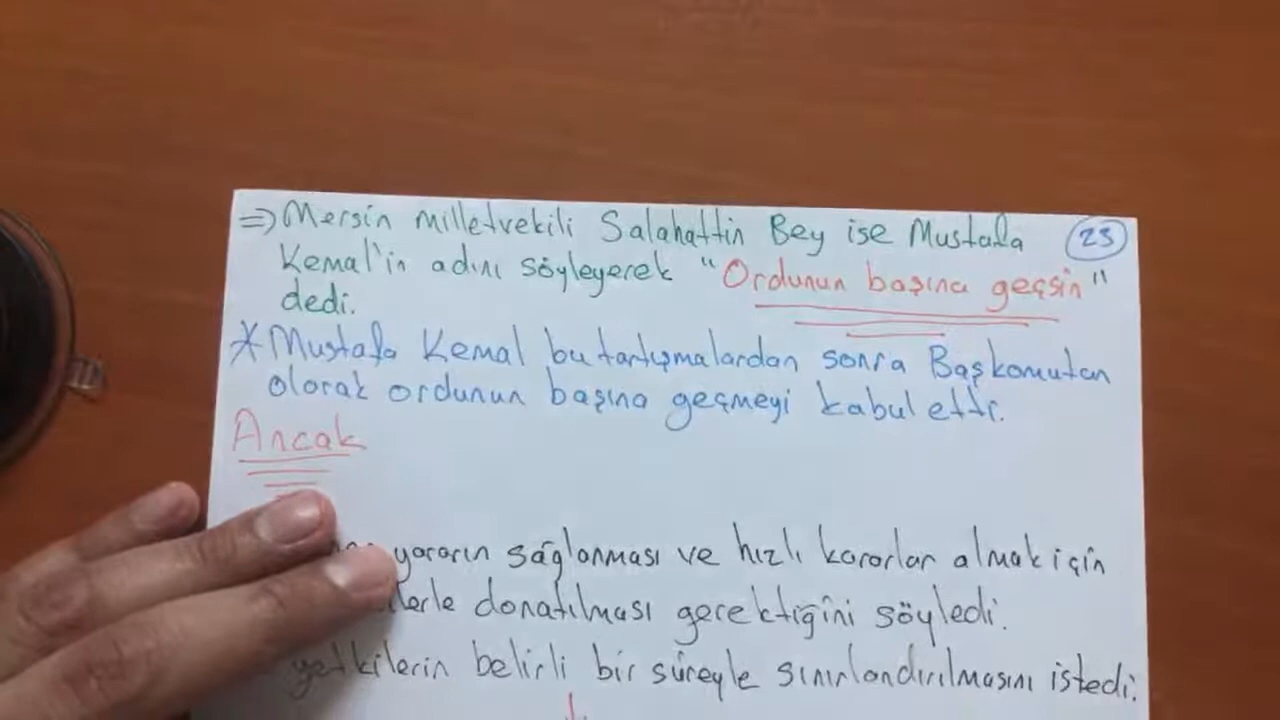 ⇒ Mersin milletvekili Salahattin Bey ise Mustafa
23
Kemal'in adını söyleyerek "Ordunun başına geçsin"
dedi.
* Mustafa Kemal bu tartışmalardan sonra Başkomutan
olarak ordunun başına geçmeyi kabul etti.
Ancak
yararın sağlanması ve hızlı kararlar almak için
donatılması gerektiğini söyledi.
yetkilerin belirli bir süreyle sınırlandırılmasını istedi.